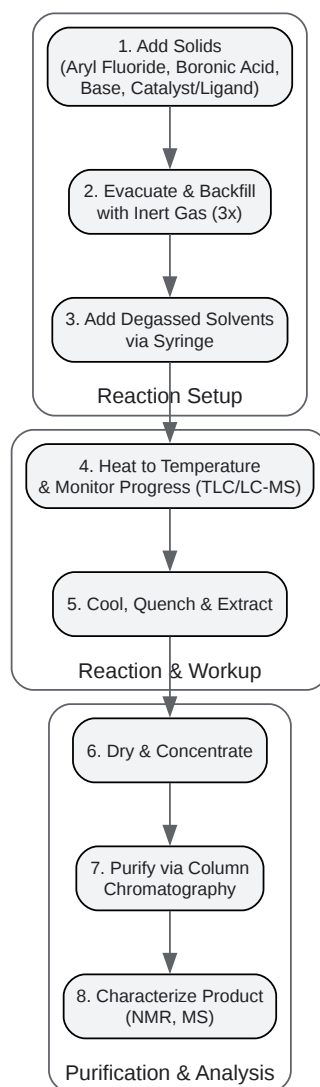 1. Add Solids
(Aryl Fluoride, Boronic Acid,
Base, Catalyst/Ligand)
2. Evacuate & Backfill
with Inert Gas (3x)
3. Add Degassed Solvents
via Syringe
Reaction Setup
4. Heat to Temperature
& Monitor Progress (TLC/LC-MS)
5. Cool, Quench & Extract
Reaction & Workup
6. Dry & Concentrate
7. Purify via Column
Chromatography
8. Characterize Product
(NMR, MS)
Purification & Analysis